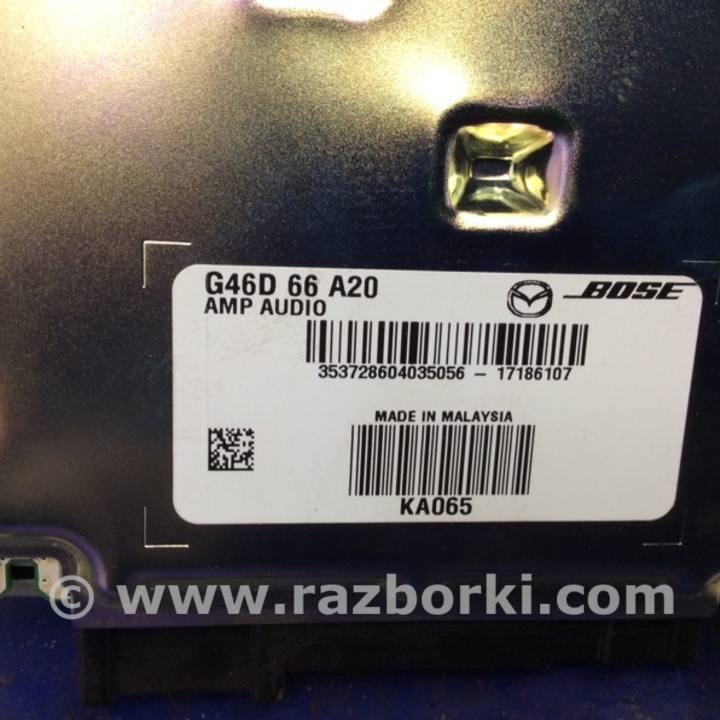 G46D 66 A20
AMP AUDIO
BOSE
353728604035056 - 17186107
MADE IN MALAYSIA
KA065
© www.razborki.com